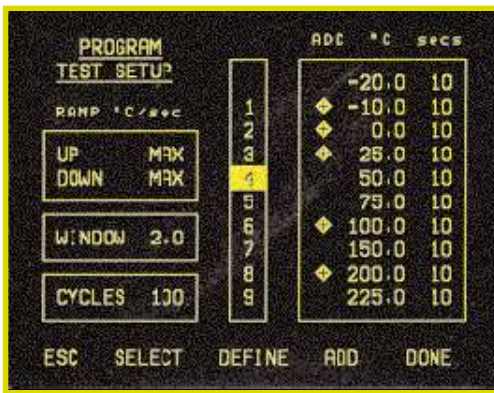 PROGRAM
TEST SETUP
RAMP °C/sec
UP MAX
DOWN MAX
WINDOW 2.0
CYCLES 100
1
2
3
4
5
6
7
8
9
ADC °C secs
-20.0 10
-10.0 10
0.0 10
25.0 10
50.0 10
75.0 10
100.0 10
150.0 10
200.0 10
225.0 10
ESC SELECT DEFINE ADD DONE